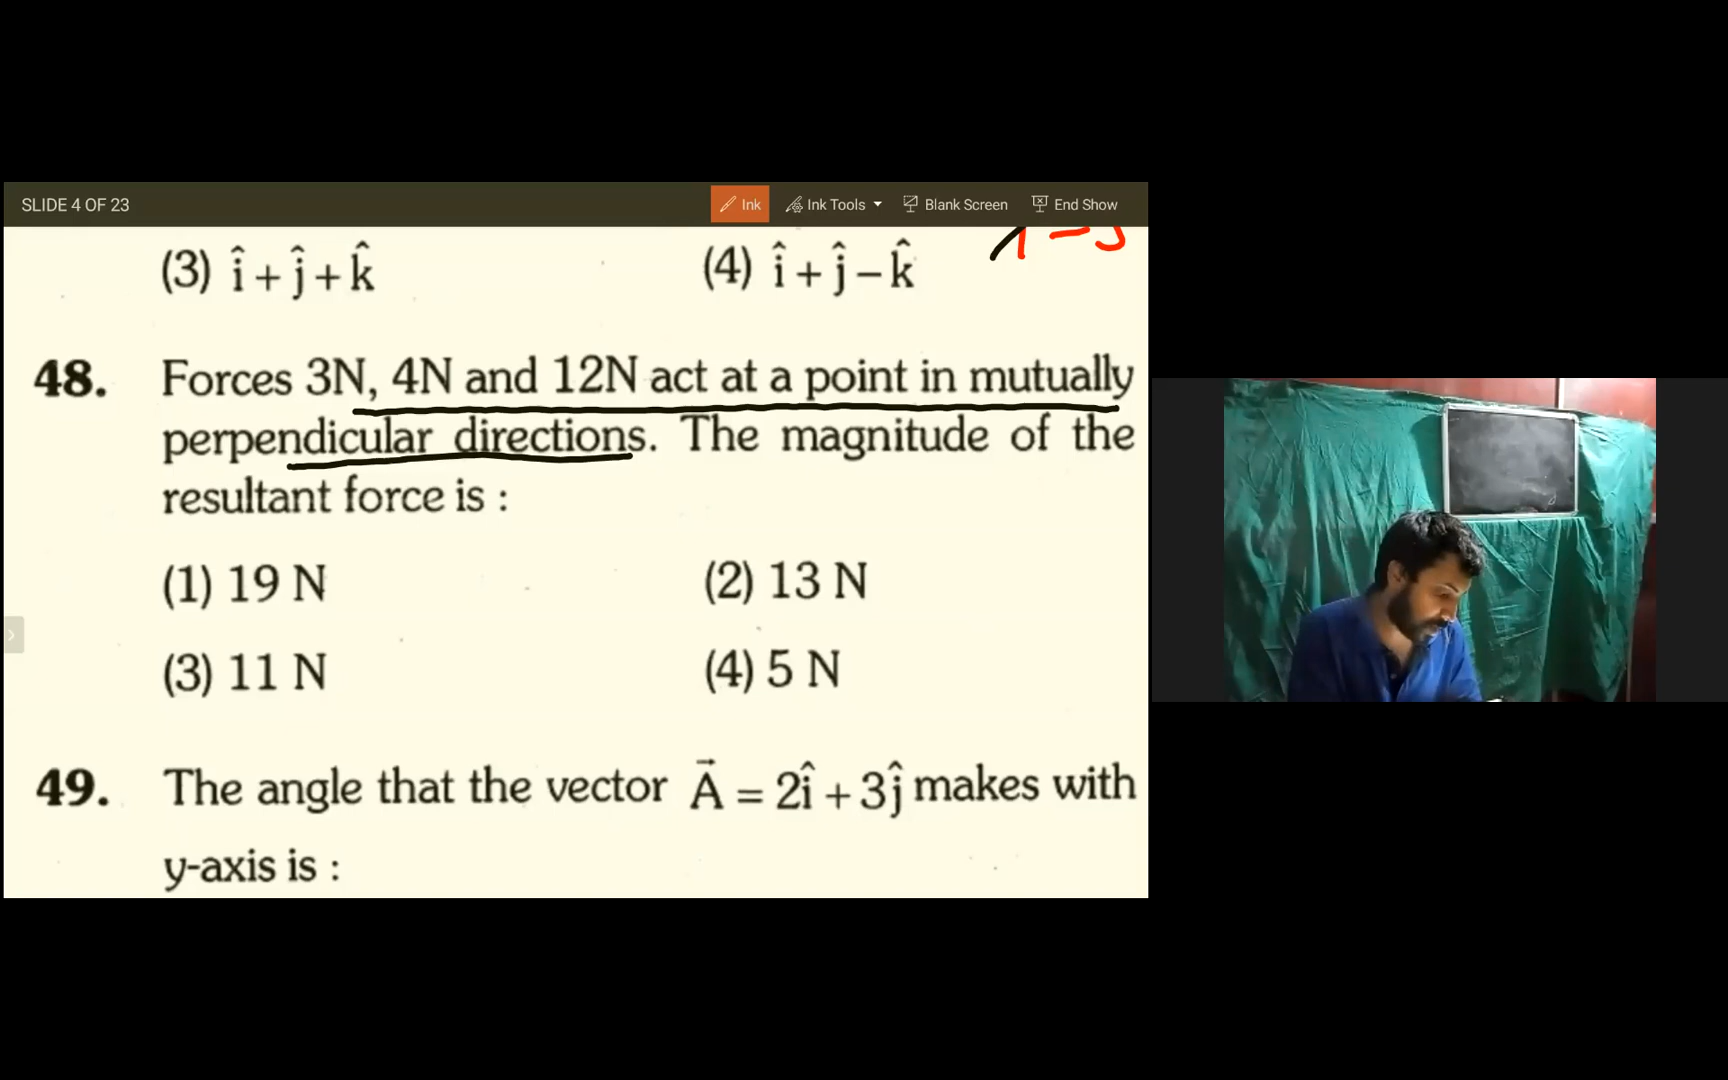 SLIDE 4 OF 23 Ink Ink Tools Blank Screen End Show
(3) î + ĵ + k̂ (4) î + ĵ – k̂
48. Forces 3N, 4N and 12N act at a point in mutually
perpendicular directions. The magnitude of the
resultant force is :
(1) 19 N (2) 13 N
(3) 11 N (4) 5 N
49. The angle that the vector A⃗ = 2î + 3ĵ makes with
y-axis is :